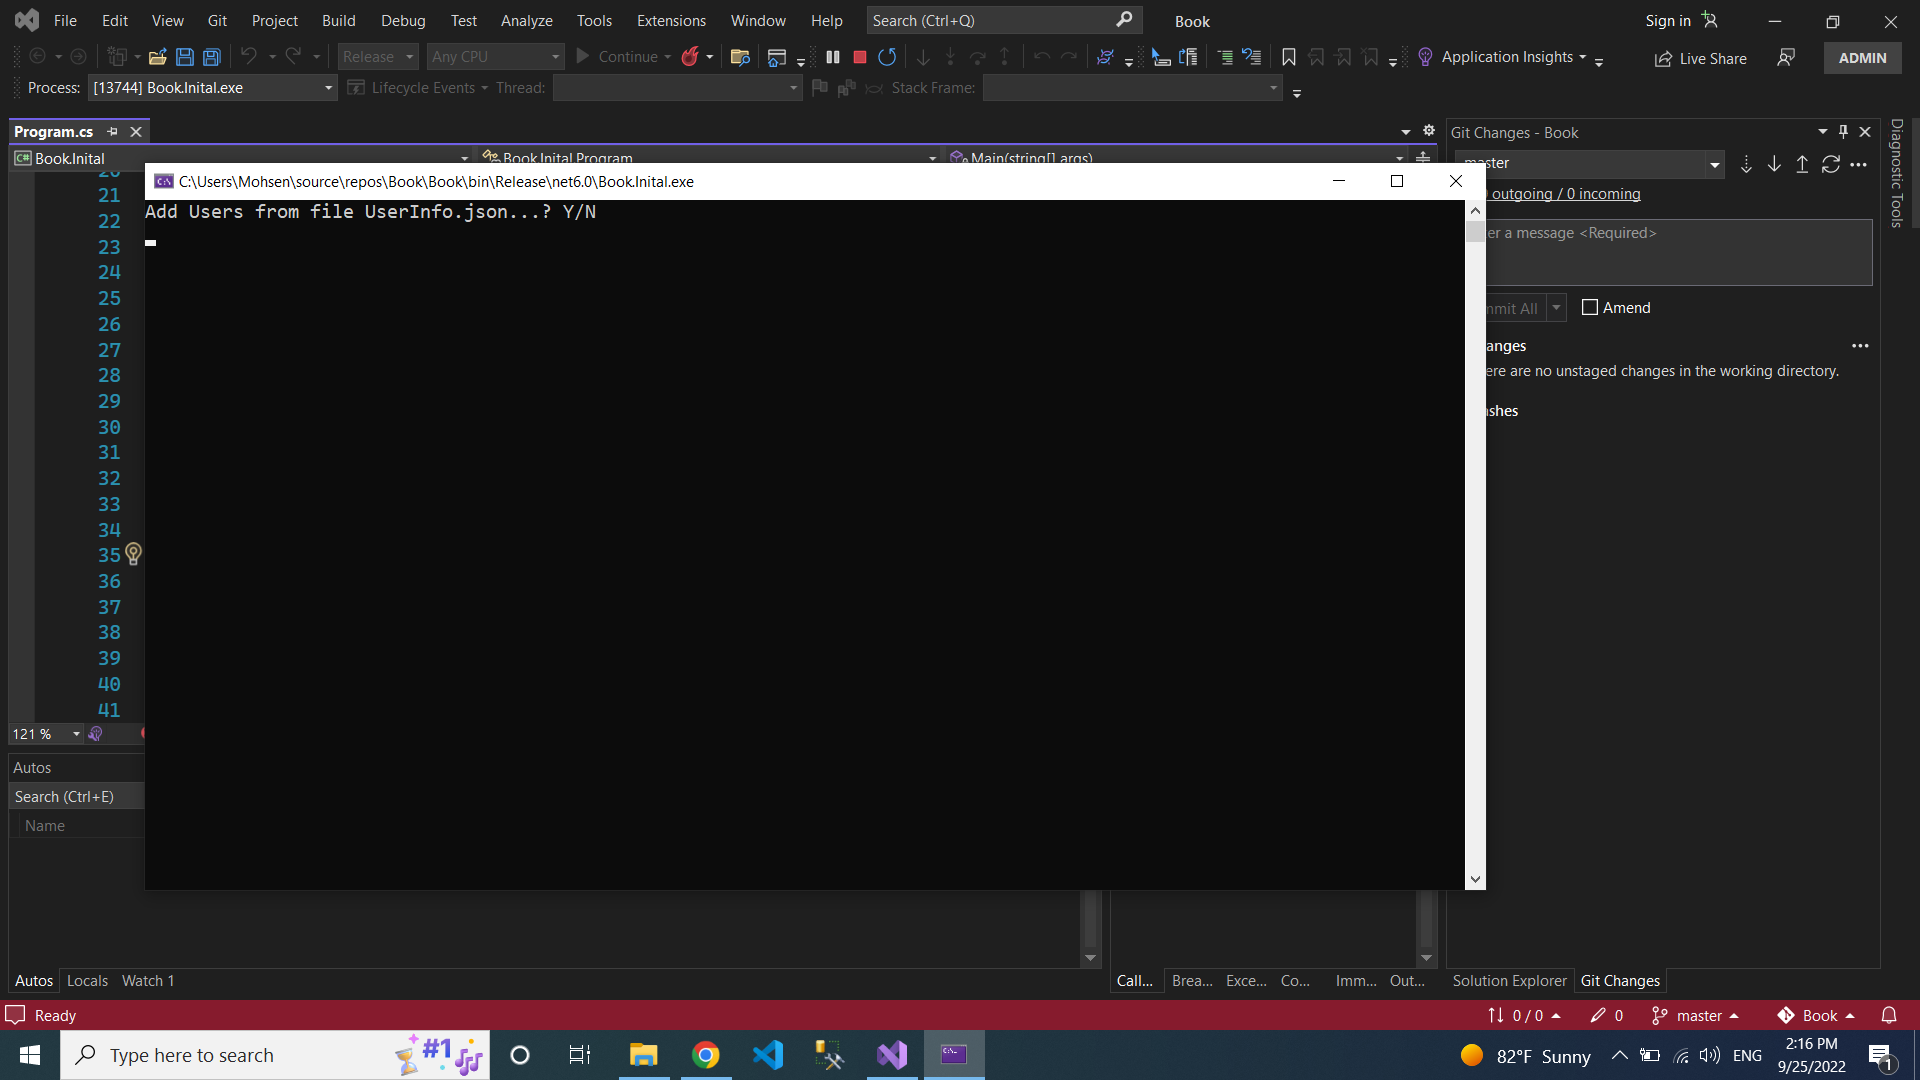 File Edit View Git Project Build Debug Test Analyze Tools Extensions Window Help Search (Ctrl+Q) Book Sign in
Release Any CPU Continue Application Insights Live Share ADMIN
Process: [13744] Book.Inital.exe Lifecycle Events Thread: Stack Frame:
Program.cs
Book.Inital Book.Inital.Program Main(string[] args)
C:\Users\Mohsen\source\repos\Book\Book\bin\Release\net6.0\Book.Inital.exe
Add Users from file UserInfo.json...? Y/N
20
21
22
23
24
25
26
27
28
29
30
31
32
33
34
35
36
37
38
39
40
41
121 %
Autos
Search (Ctrl+E)
Name
Autos Locals Watch 1
Call... Brea... Exce... Co... Imm... Out...
Git Changes - Book
master
outgoing / 0 incoming
er a message <Required>
mmit All Amend
anges
ere are no unstaged changes in the working directory.
shes
Solution Explorer Git Changes
Diagnostic Tools
Ready 0 / 0 0 master Book
Type here to search #1
82°F Sunny ENG
2:16 PM
9/25/2022
1